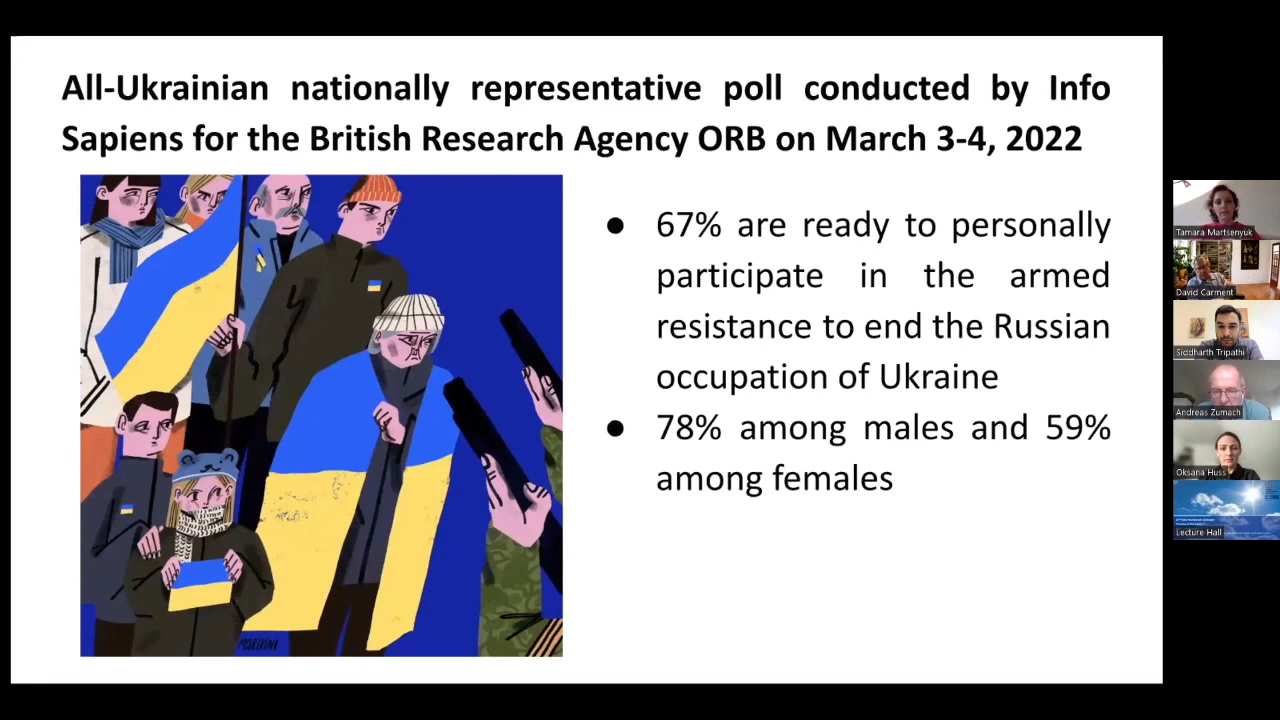 All-Ukrainian nationally representative poll conducted by Info
Sapiens for the British Research Agency ORB on March 3-4, 2022
● 67% are ready to personally
participate in the armed
resistance to end the Russian
occupation of Ukraine
● 78% among males and 59%
among females
MARIKINA
Tamara Martsenyuk
David Carment
Siddharth Tripathi
Andreas Zumach
Oksana Huss
Lecture Hall